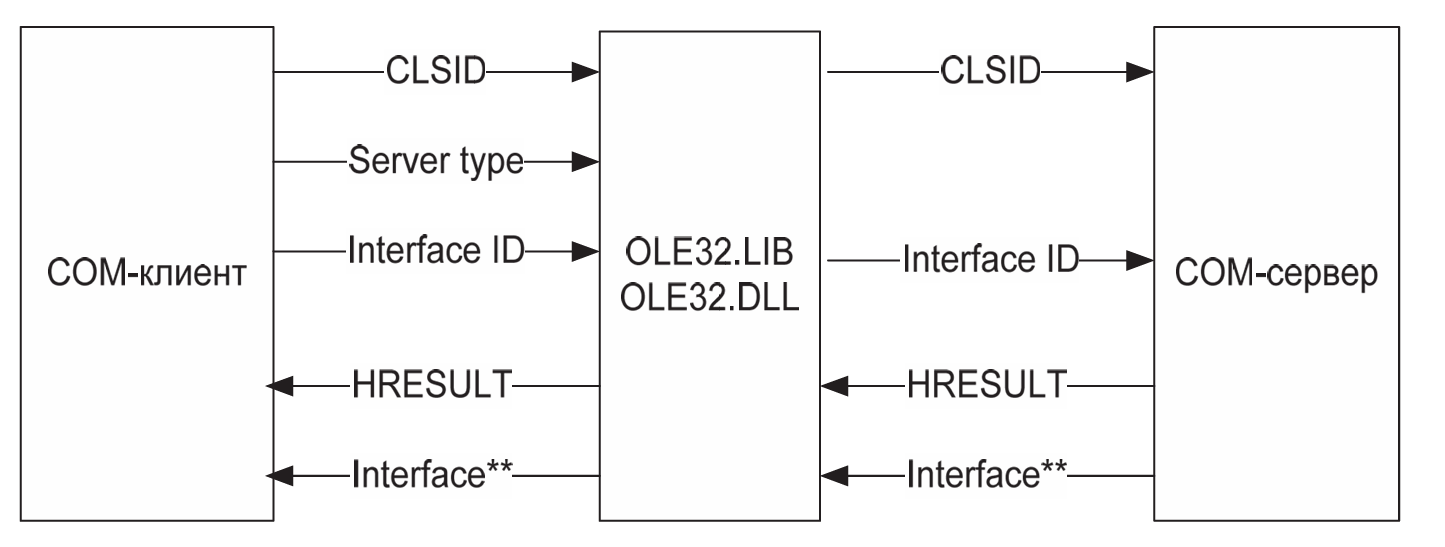 CLSID
CLSID
Server type
Interface ID
Interface ID
OLE32.LIB
OLE32.DLL
COM-клиент
COM-сервер
HRESULT
HRESULT
Interface**
Interface**